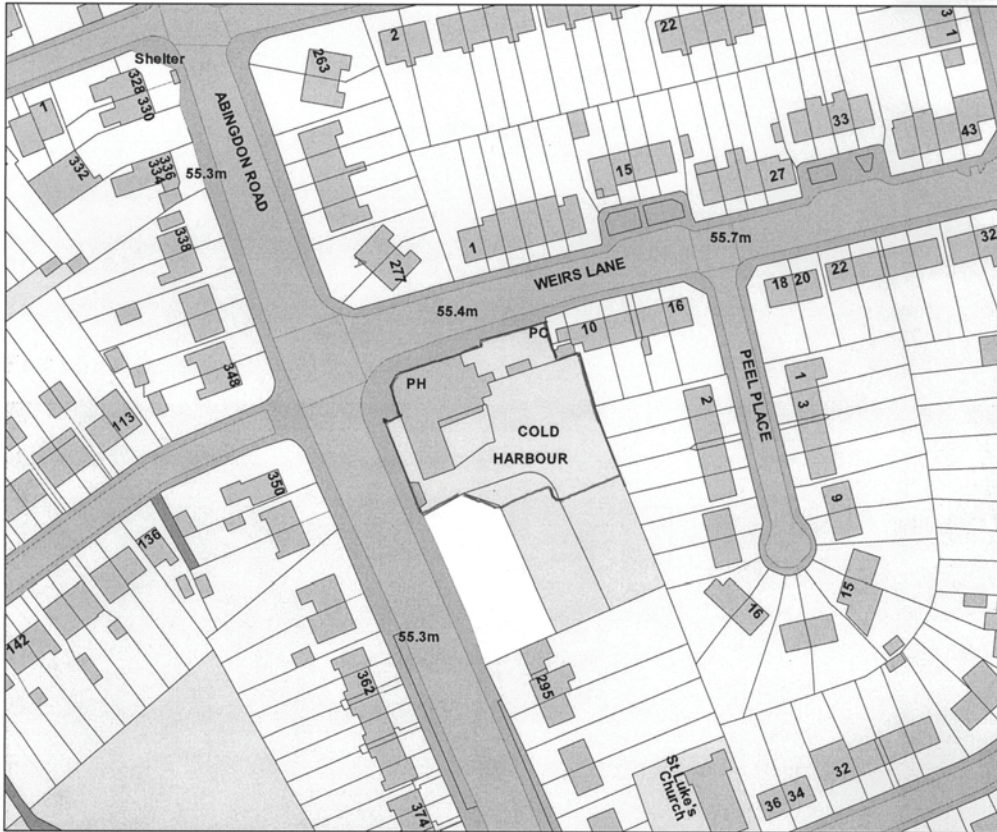 2
22
3
1
Shelter
263
328
330
1
33
43
ABINGDON ROAD
332
336
334
55.3m
15
27
338
1
55.7m
32
277
WEIRS LANE
18
20
22
55.4m
PC
10
16
348
PH
PEEL PLACE
1
2
3
113
COLD
HARBOUR
350
9
136
15
16
142
55.3m
362
295
St Luke's
Church
32
34
36
374